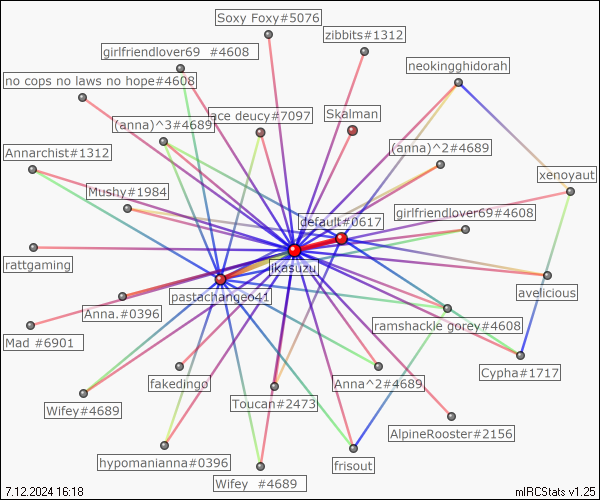 Soxy Foxy#5076
zibbits#1312
girlfriendlover69 #4608
neokingghidorah
no cops no laws no hope#4608
ace deucy#7097
Skalman
(anna)^3#4689
Annarchist#1312
(anna)^2#4689
xenoyaut
Mushy#1984
default#0617
girlfriendlover69#4608
rattgaming
likasuzu
avelicious
pastachangeo41
Anna.#0396
ramshackle gorey#4608
Mad #6901
Cypha#1717
fakedingo
Anna^2#4689
Wifey#4689
Toucan#2473
AlpineRooster#2156
hypomanianna#0396
frisout
Wifey #4689
7.12.2024 16:18
mIRCStats v1.25